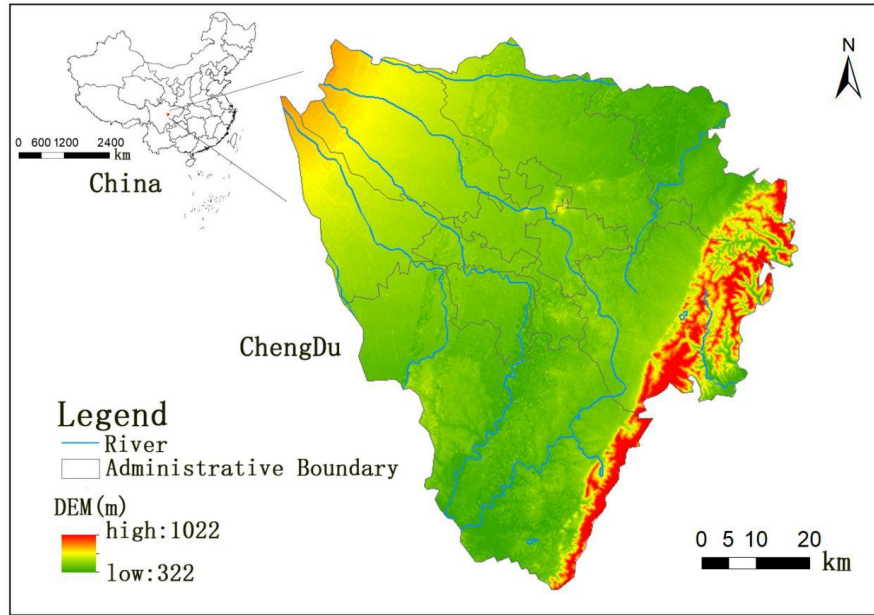 N
0 600 1200 2400
km
China
ChengDu
Legend
River
Administrative Boundary
DEM(m)
high:1022
low:322
0 5 10 20
km